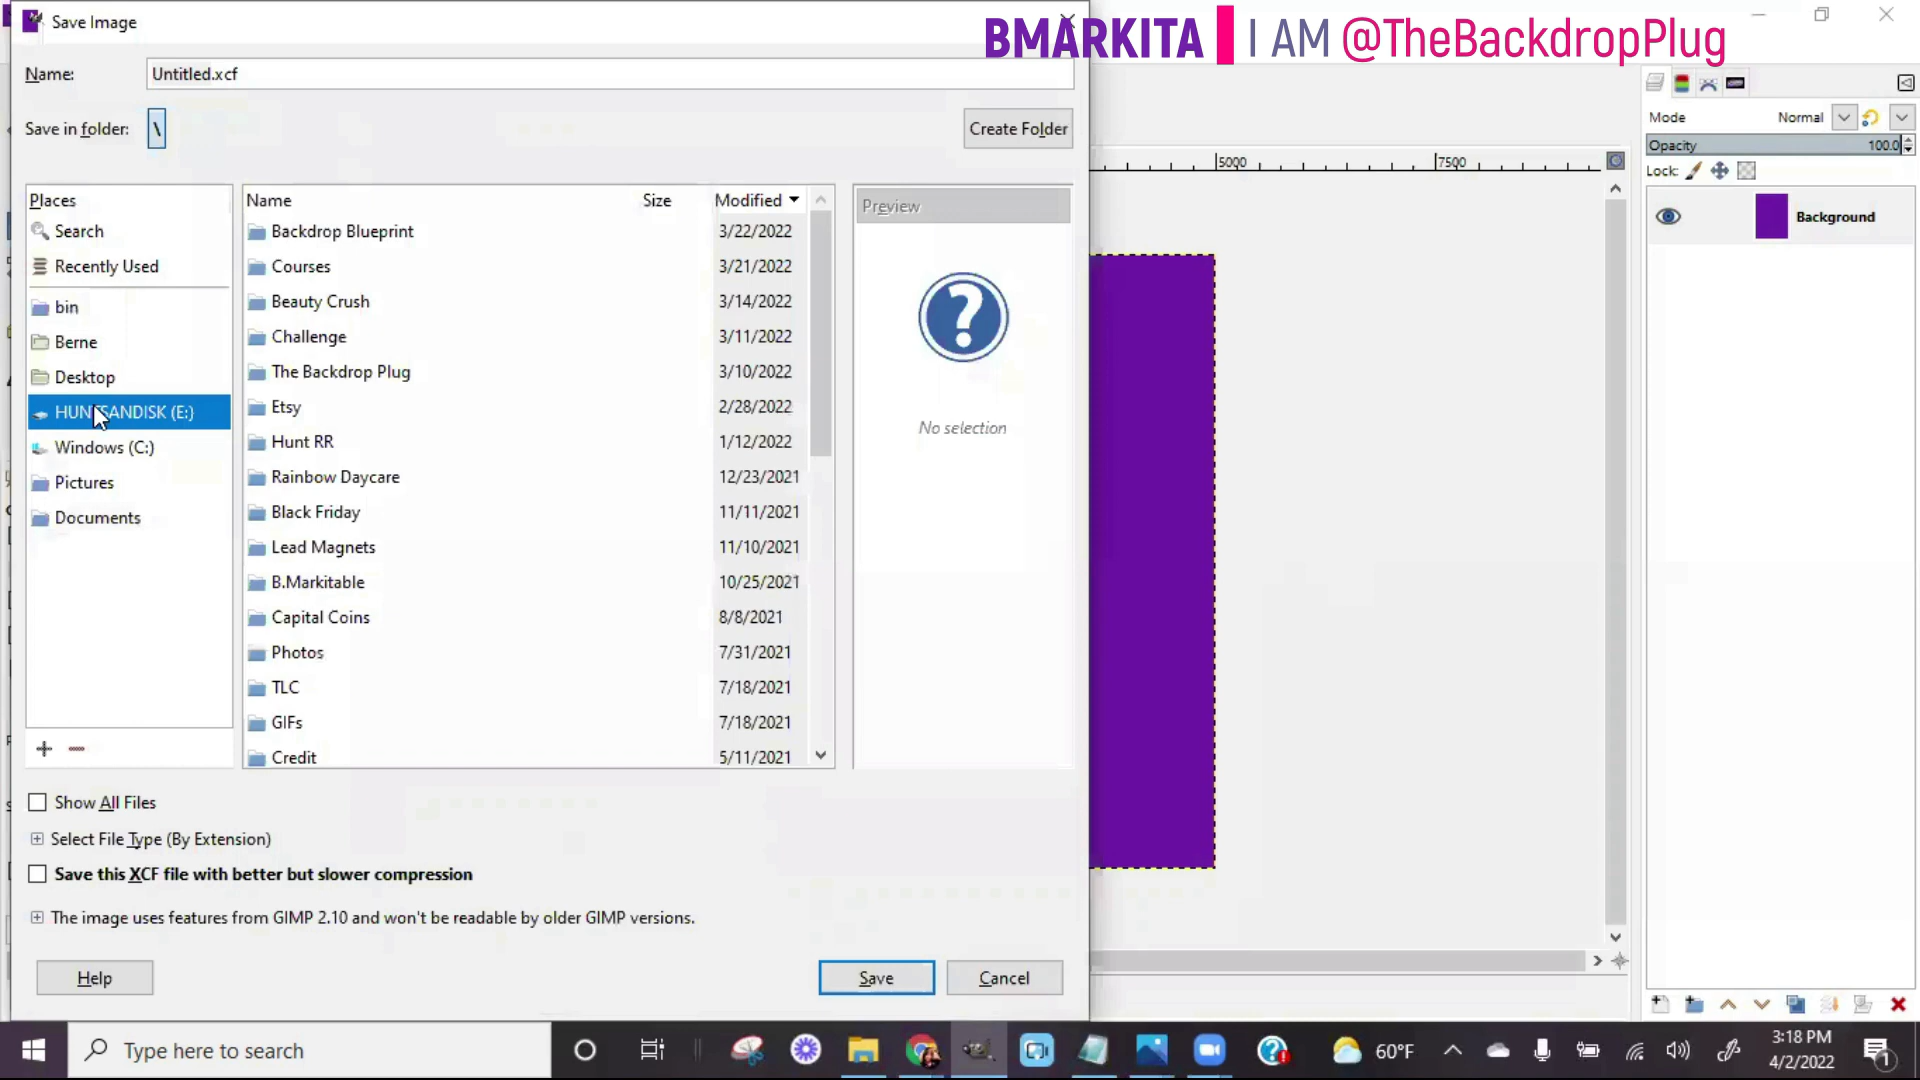 Save Image
BMARKITA I AM @TheBackdropPlug
Name: Untitled.xcf
Save in folder: \ Create Folder
Places
Search
Recently Used
bin
Berne
Desktop
HUNTSANDISK (E:)
Windows (C:)
Pictures
Documents
Name Size Modified
Backdrop Blueprint 3/22/2022
Courses 3/21/2022
Beauty Crush 3/14/2022
Challenge 3/11/2022
The Backdrop Plug 3/10/2022
Etsy 2/28/2022
Hunt RR 1/12/2022
Rainbow Daycare 12/23/2021
Black Friday 11/11/2021
Lead Magnets 11/10/2021
B.Markitable 10/25/2021
Capital Coins 8/8/2021
Photos 7/31/2021
TLC 7/18/2021
GIFs 7/18/2021
Credit 5/11/2021
Preview
No selection
Show All Files
Select File Type (By Extension)
Save this XCF file with better but slower compression
The image uses features from GIMP 2.10 and won't be readable by older GIMP versions.
Help Save Cancel
5000 7500
Mode Normal
Opacity 100.0
Lock:
Background
Type here to search
60°F
3:18 PM
4/2/2022
1